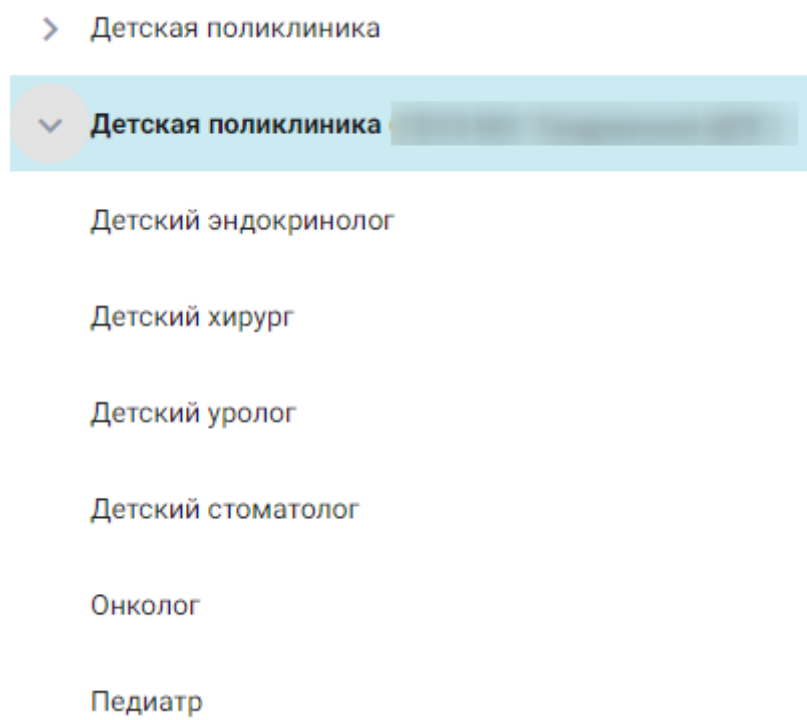 Детская поликлиника
Детская поликлиника
Детский эндокринолог
Детский хирург
Детский уролог
Детский стоматолог
Онколог
Педиатр